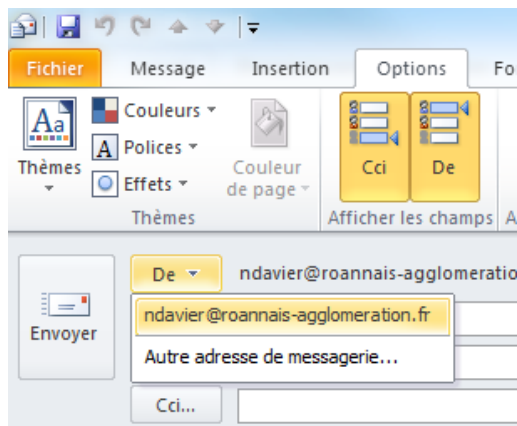 Fichier Message Insertion Options Fo
Aa Couleurs
A Polices
Thèmes Effets Couleur de page Cci De
Thèmes Afficher les champs A
De ndavier@roannais-agglomeratio
Envoyer ndavier@roannais-agglomeration.fr
Autre adresse de messagerie...
Cci...